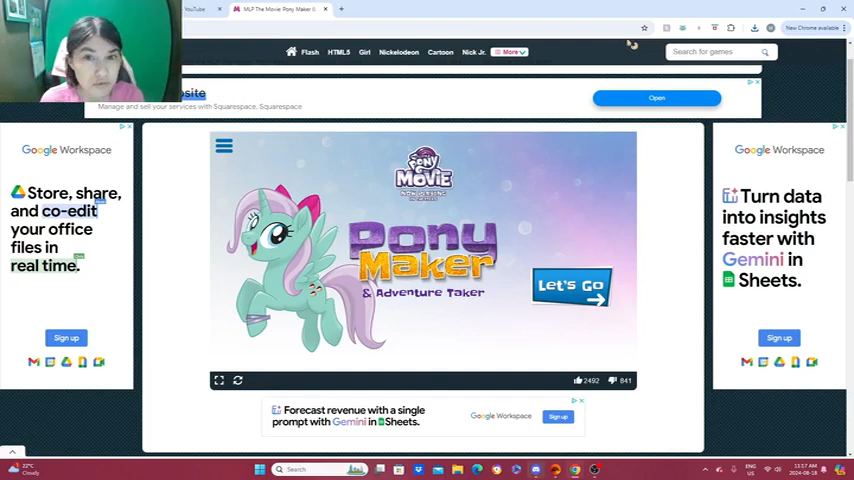 YouTube
MLP The Movie: Pony Maker (
New Chrome available
Flash HTML5 Girl Nickelodeon Cartoon Nick Jr. More
Search for games
Manage and sell your services with Squarespace. Squarespace
Open
Google Workspace
Store, share,
and co-edit
your office
files in
real time.
Sign up
PONY
MOVIE
Pony
Maker
& Adventure Taker
Let's Go
2492 841
Forecast revenue with a single
prompt with Gemini in Sheets.
Google Workspace
Sign up
Google Workspace
Turn data
into insights
faster with
Gemini in
Sheets.
Sign up
22°C
Cloudy
Search
ENG
US
11:17 AM
2024-08-18